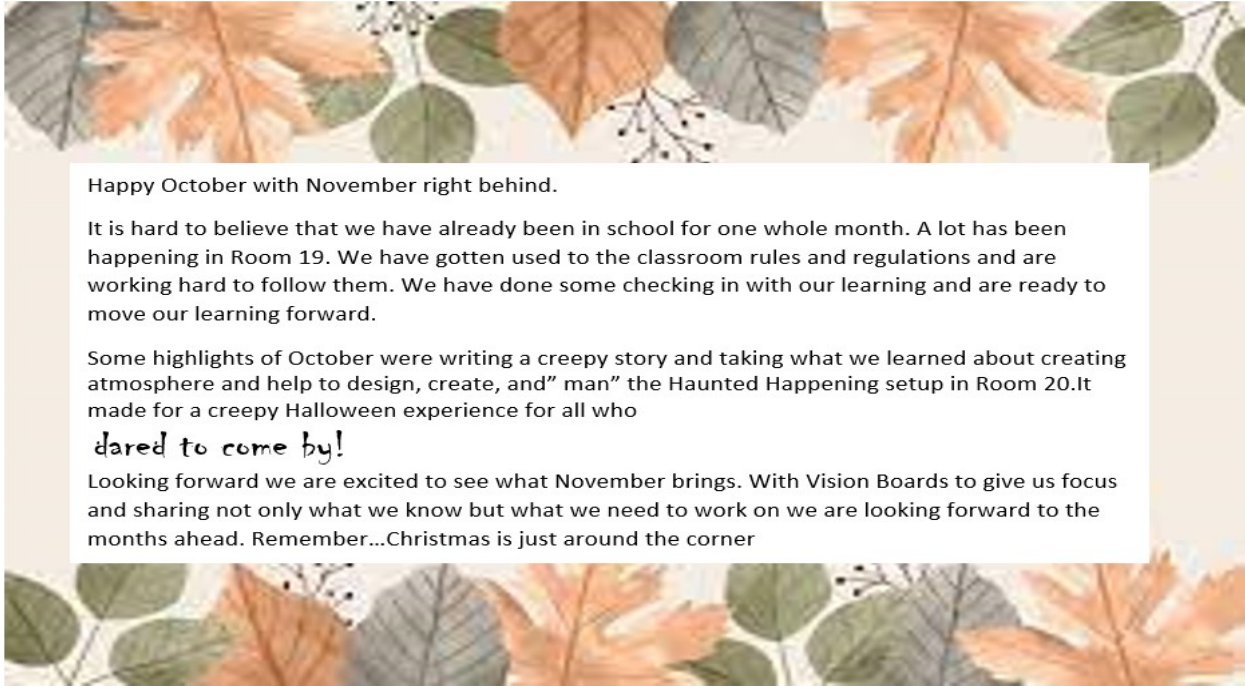 Happy October with November right behind.
It is hard to believe that we have already been in school for one whole month. A lot has been
happening in Room 19. We have gotten used to the classroom rules and regulations and are
working hard to follow them. We have done some checking in with our learning and are ready to
move our learning forward.
Some highlights of October were writing a creepy story and taking what we learned about creating
atmosphere and help to design, create, and” man” the Haunted Happening setup in Room 20.It
made for a creepy Halloween experience for all who
dared to come by!
Looking forward we are excited to see what November brings. With Vision Boards to give us focus
and sharing not only what we know but what we need to work on we are looking forward to the
months ahead. Remember…Christmas is just around the corner